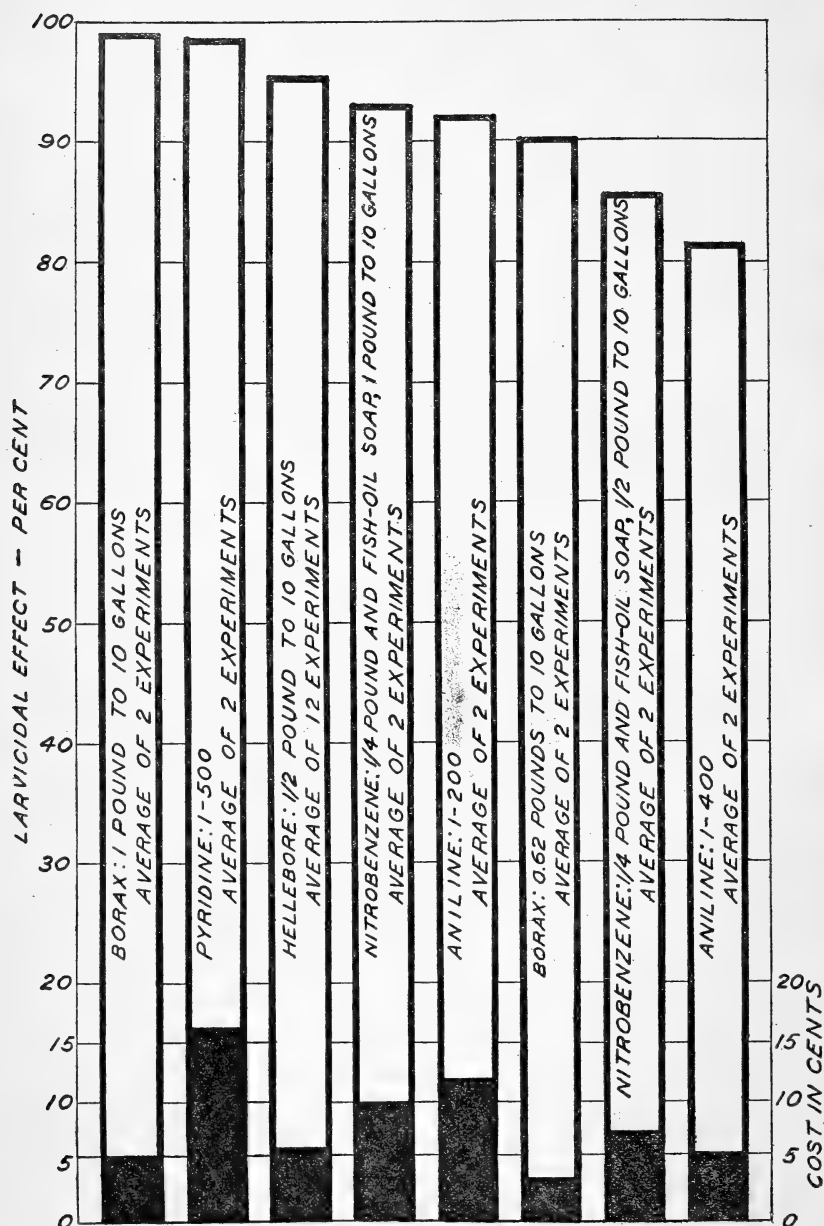 LARVICIDAL EFFECT – PER CENT
100
90
80
70
60
50
40
30
20
15
10
5
0
BORAX: 1 POUND TO 10 GALLONS
AVERAGE OF 2 EXPERIMENTS
PYRIDINE: 1-500
AVERAGE OF 2 EXPERIMENTS
HELLEBORE: 1/2 POUND TO 10 GALLONS
AVERAGE OF 12 EXPERIMENTS
NITROBENZENE: 1/4 POUND AND FISH-OIL SOAP, 1 POUND TO 10 GALLONS
AVERAGE OF 2 EXPERIMENTS
ANILINE: 1-200
AVERAGE OF 2 EXPERIMENTS
BORAX: 0.62 POUNDS TO 10 GALLONS
AVERAGE OF 2 EXPERIMENTS
NITROBENZENE: 1/4 POUND AND FISH-OIL SOAP, 1/2 POUND TO 10 GALLONS
AVERAGE OF 2 EXPERIMENTS
ANILINE: 1-400
AVERAGE OF 2 EXPERIMENTS
20
15
10
5
0
COST IN CENTS